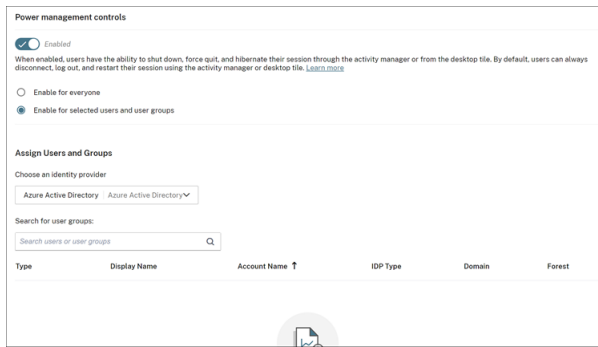 Power management controls
Enabled
When enabled, users have the ability to shut down, force quit, and hibernate their session through the activity manager or from the desktop tile. By default, users can always
disconnect, log out, and restart their session using the activity manager or desktop tile. Learn more
Enable for everyone
Enable for selected users and user groups
Assign Users and Groups
Choose an identity provider
Azure Active Directory | Azure Active Directory
Search for user groups:
Search users or user groups
Type Display Name Account Name ↑ IDP Type Domain Forest